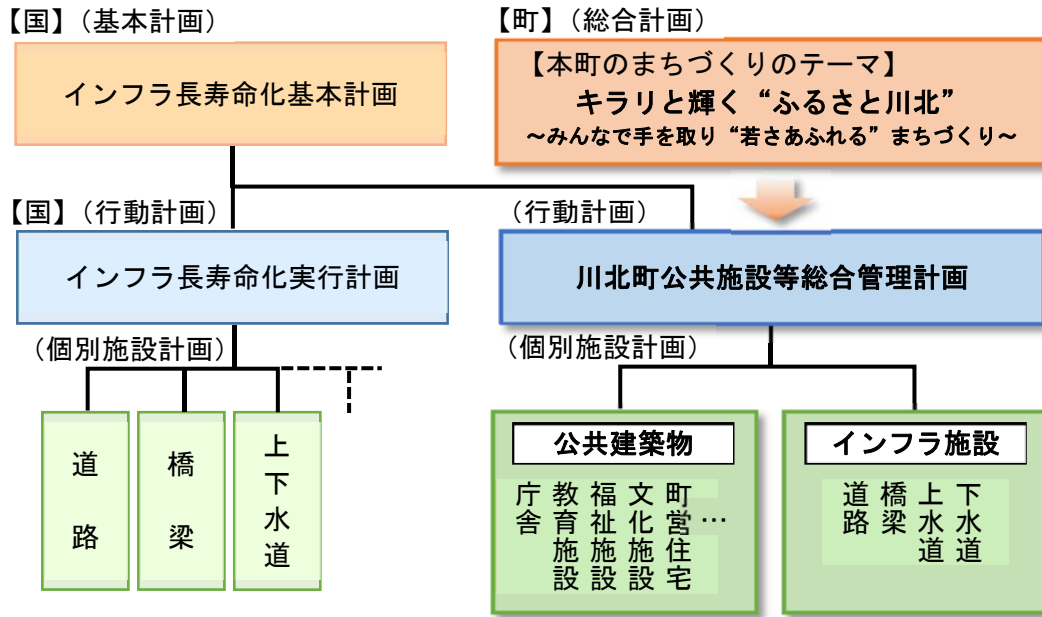 【国】（基本計画）
インフラ長寿命化基本計画
【町】（総合計画）
【本町のまちづくりのテーマ】
キラリと輝く“ふるさと川北”
～みんなで手を取り“若さあふれる”まちづくり～
【国】（行動計画）
インフラ長寿命化実行計画
（行動計画）
川北町公共施設等総合管理計画
（個別施設計画）
道路
橋梁
上下水道
（個別施設計画）
公共建築物
庁舎
教育施設
福祉施設
文化施設
町営住宅
…
インフラ施設
道路
橋梁
上水道
下水道